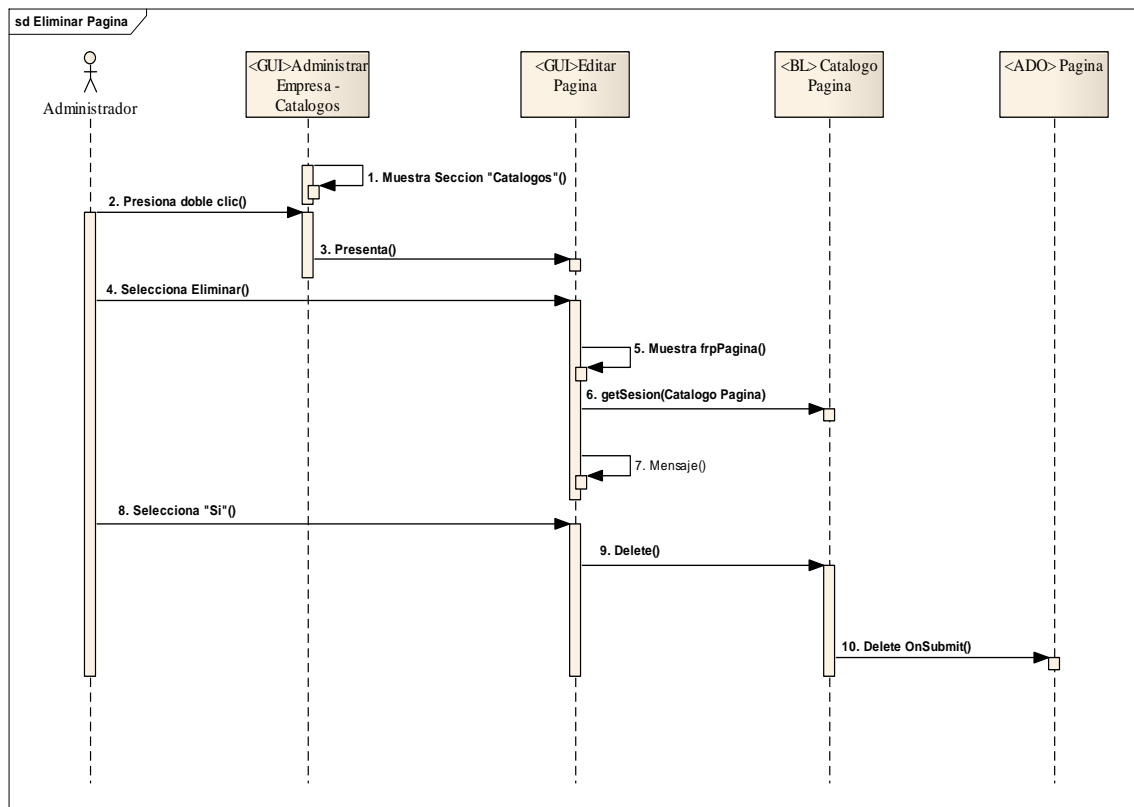 sd Eliminar Pagina
Administrador
<GUI>Administrar
Empresa -
Catalogos
<GUI>Editar
Pagina
<BL> Catalogo
Pagina
<ADO> Pagina
1. Muestra Seccion "Catalogos"()
2. Presiona doble clic()
3. Presenta()
4. Selecciona Eliminar()
5. Muestra frpPagina()
6. getSesion(Catalogo Pagina)
7. Mensaje()
8. Selecciona "Si"()
9. Delete()
10. Delete OnSubmit()